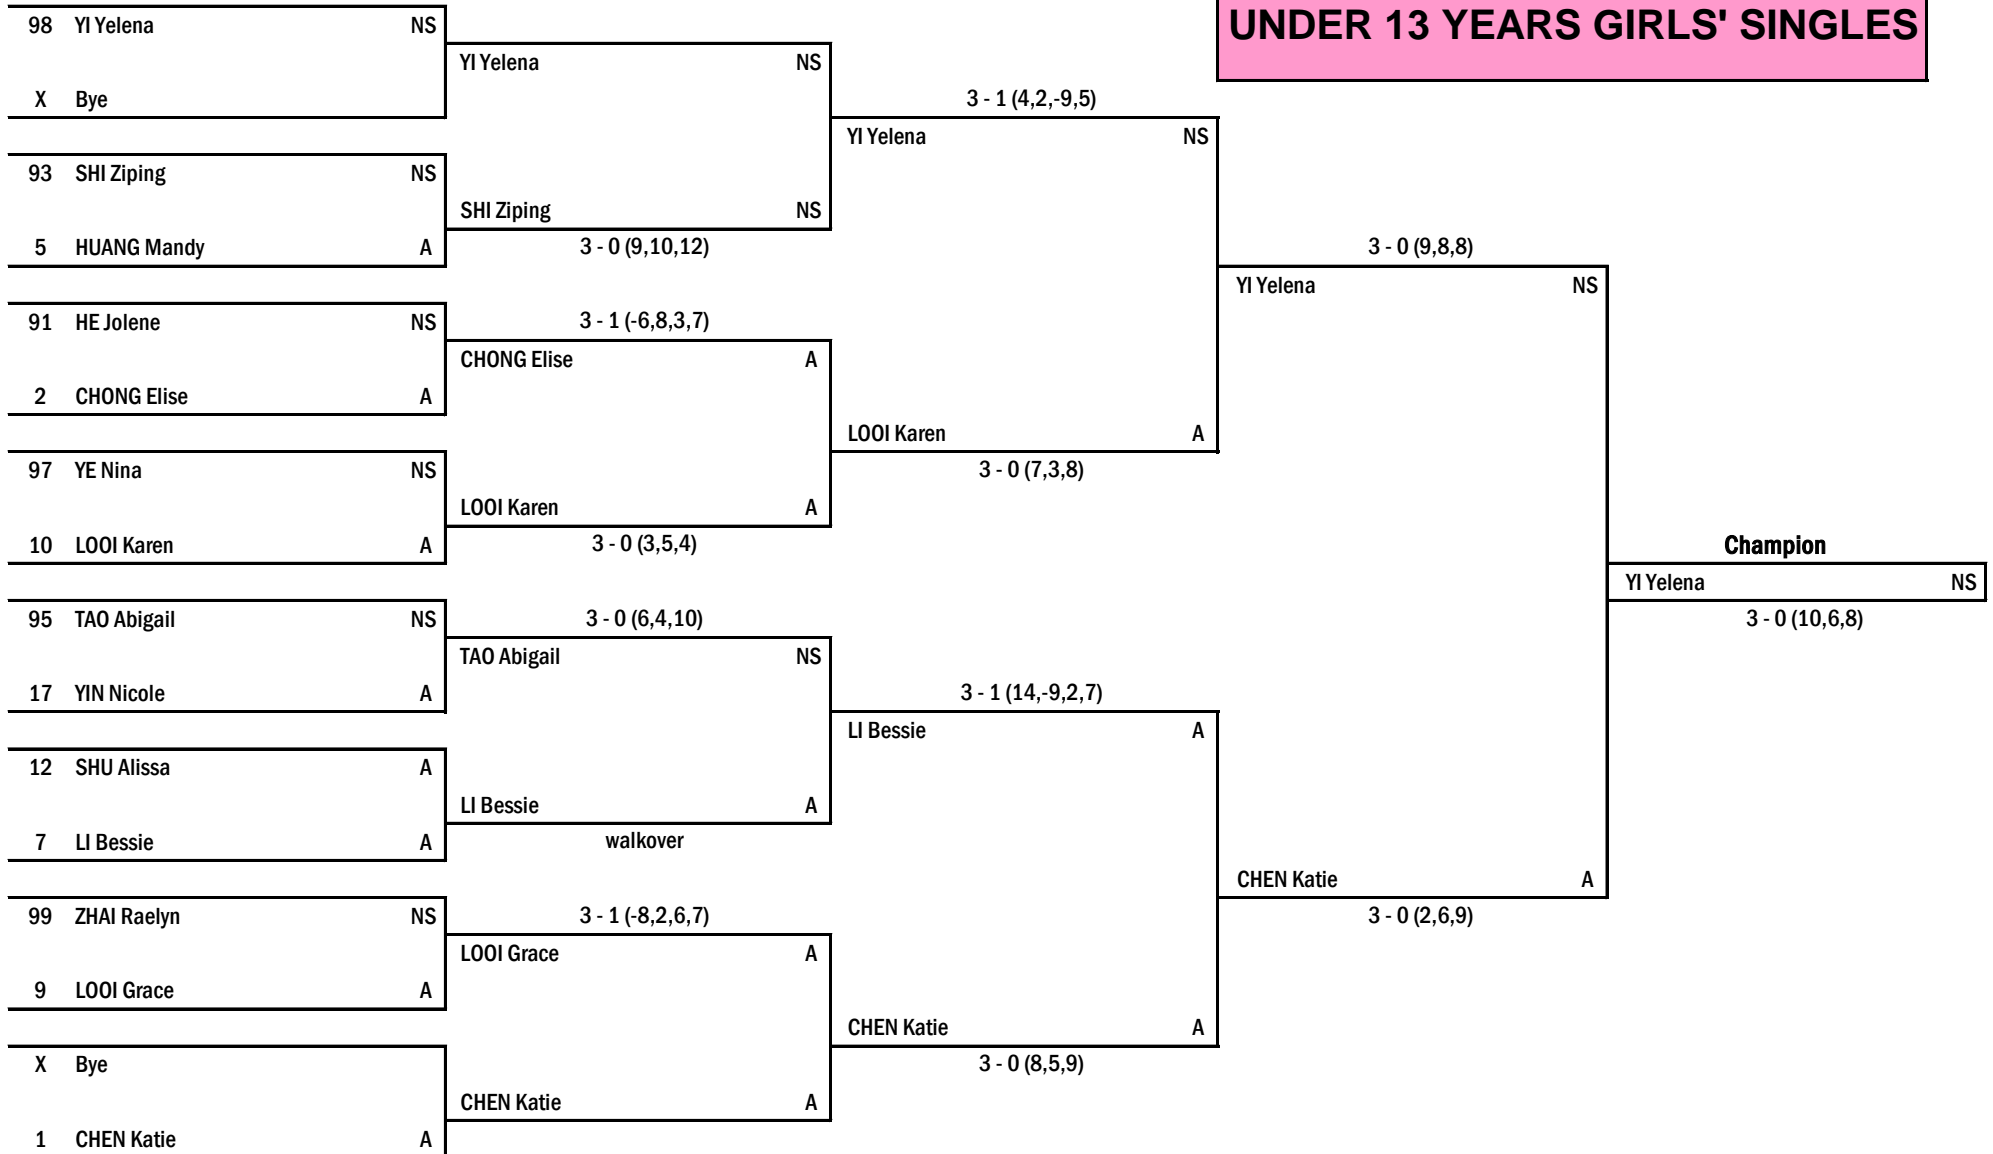 UNDER 13 YEARS GIRLS' SINGLES
98 YI Yelena NS
YI Yelena NS
X Bye
3 - 1 (4,2,-9,5)
YI Yelena NS
93 SHI Ziping NS
SHI Ziping NS
5 HUANG Mandy A
3 - 0 (9,10,12)
3 - 0 (9,8,8)
YI Yelena NS
91 HE Jolene NS
3 - 1 (-6,8,3,7)
CHONG Elise A
2 CHONG Elise A
LOOI Karen A
97 YE Nina NS
3 - 0 (7,3,8)
LOOI Karen A
10 LOOI Karen A
3 - 0 (3,5,4)
Champion
YI Yelena NS
3 - 0 (10,6,8)
95 TAO Abigail NS
3 - 0 (6,4,10)
TAO Abigail NS
17 YIN Nicole A
3 - 1 (14,-9,2,7)
LI Bessie A
12 SHU Alissa A
LI Bessie A
7 LI Bessie A
walkover
CHEN Katie A
3 - 0 (2,6,9)
99 ZHAI Raelyn NS
3 - 1 (-8,2,6,7)
LOOI Grace A
9 LOOI Grace A
CHEN Katie A
3 - 0 (8,5,9)
X Bye
CHEN Katie A
1 CHEN Katie A